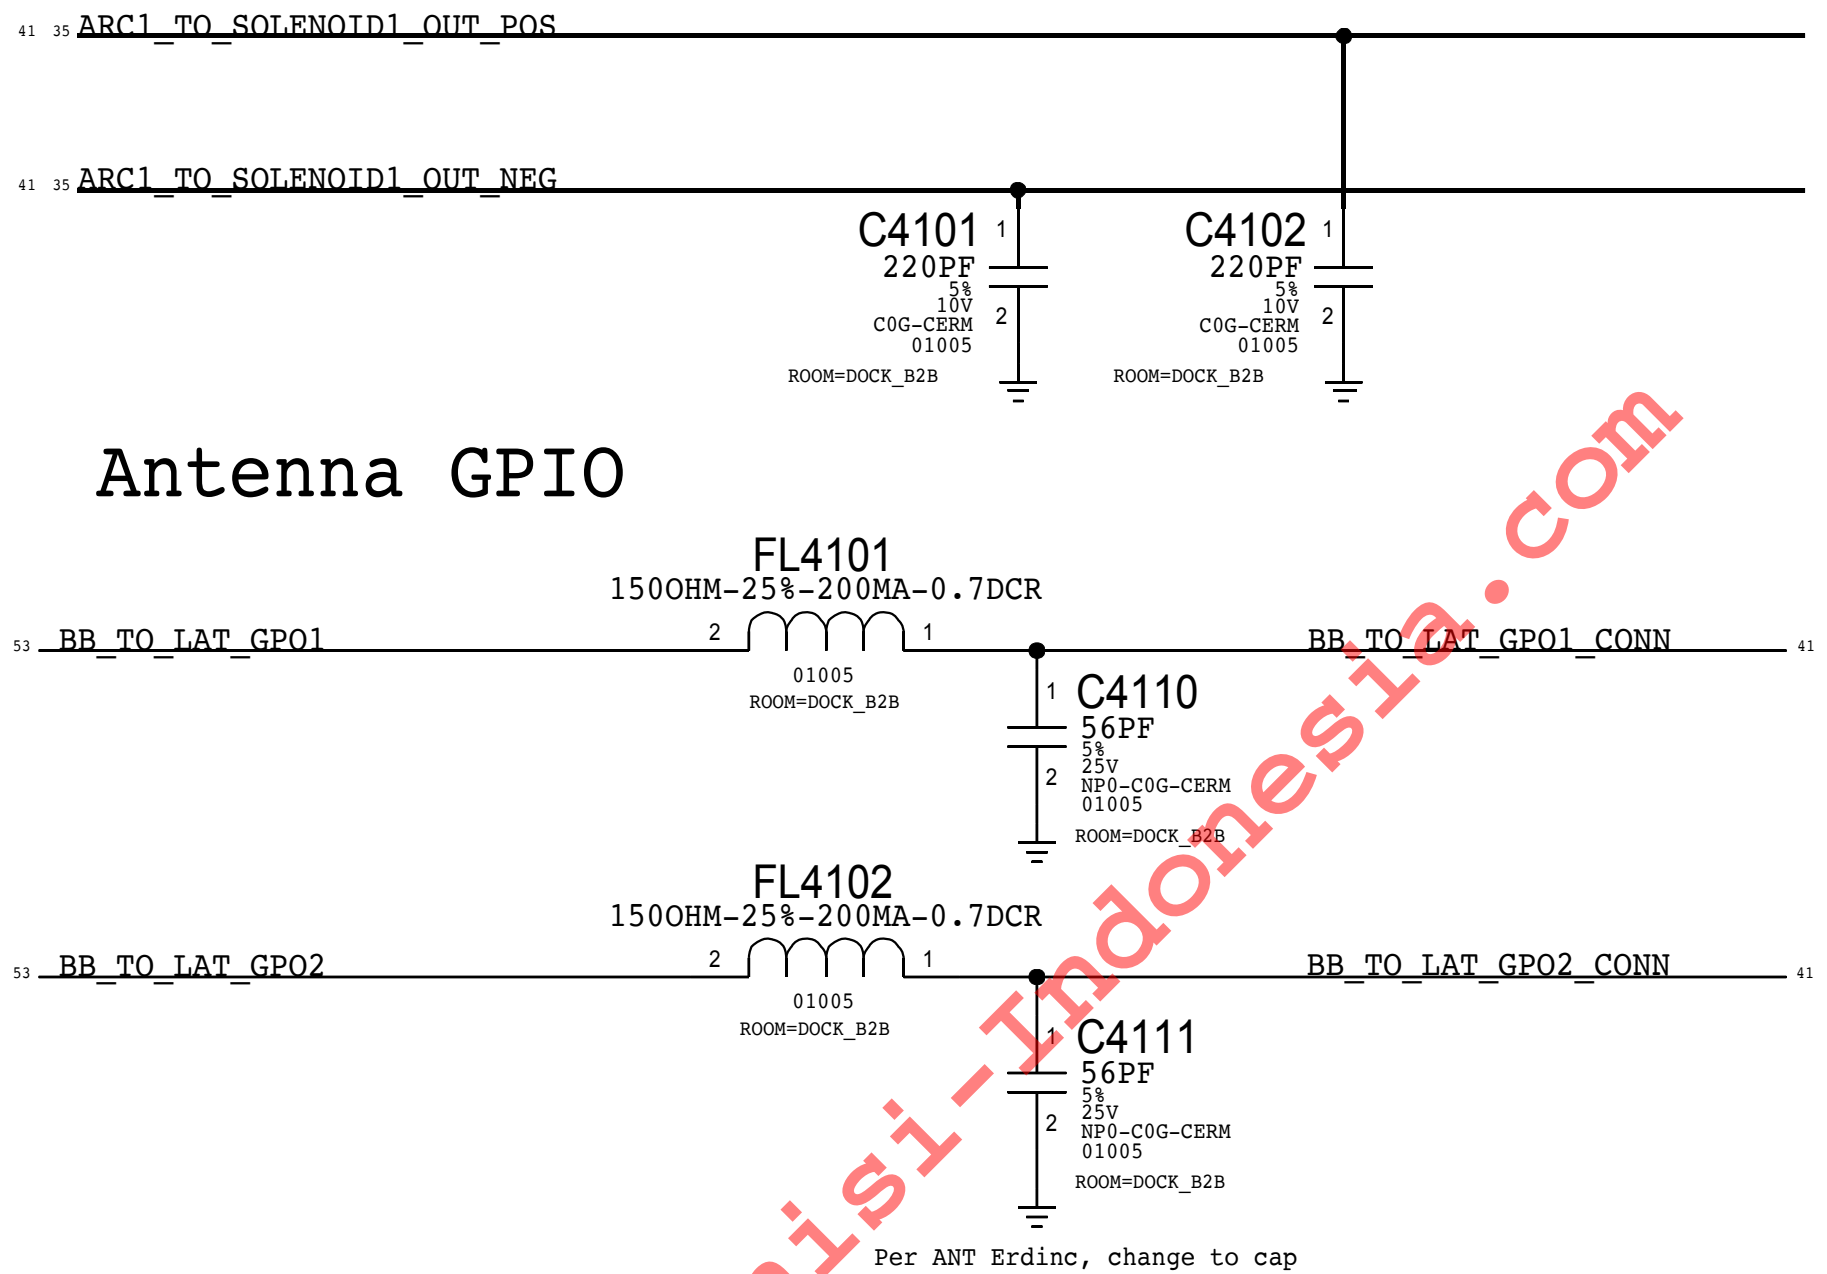 41 35 ARC1_TO_SOLENOID1_OUT_POS
41 35 ARC1_TO_SOLENOID1_OUT_NEG
C4101 1
220PF
5%
10V
C0G-CERM 2
01005
ROOM=DOCK_B2B
C4102 1
220PF
5%
10V
C0G-CERM 2
01005
ROOM=DOCK_B2B
Antenna GPIO
FL4101
150OHM-25%-200MA-0.7DCR
53 BB_TO_LAT_GPO1 2 1 BB_TO_LAT_GPO1_CONN 41
01005
ROOM=DOCK_B2B
1 C4110
56PF
5%
25V
2 NP0-C0G-CERM
01005
ROOM=DOCK_B2B
FL4102
150OHM-25%-200MA-0.7DCR
53 BB_TO_LAT_GPO2 2 1 BB_TO_LAT_GPO2_CONN 41
01005
ROOM=DOCK_B2B
1 C4111
56PF
5%
25V
2 NP0-C0G-CERM
01005
ROOM=DOCK_B2B
Per ANT Erdinc, change to cap
isi-Indonesia.com